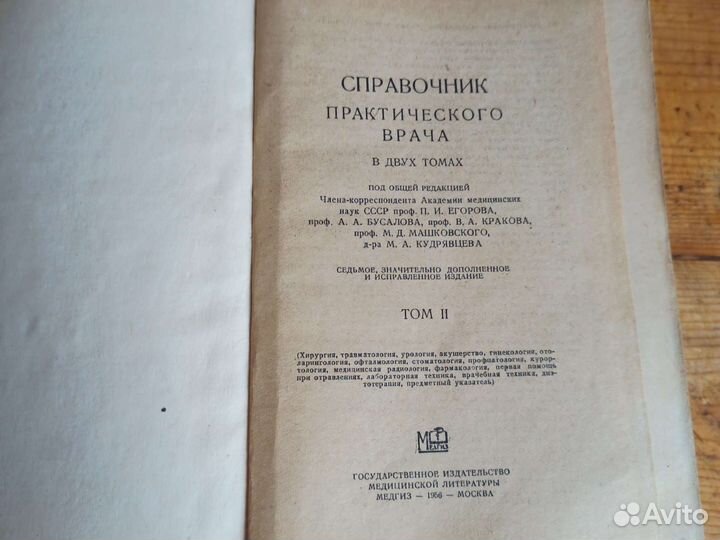 СПРАВОЧНИК
ПРАКТИЧЕСКОГО
ВРАЧА
В ДВУХ ТОМАХ
ПОД ОБЩЕЙ РЕДАКЦИЕЙ
Члена-корреспондента Академии медицинских
наук СССР проф. П. И. ЕГОРОВА,
проф. А. А. БУСАЛОВА, проф. В. А. КРАКОВА,
проф. М. Д. МАШКОВСКОГО,
д-ра М. А. КУДРЯВЦЕВА
СЕДЬМОЕ, ЗНАЧИТЕЛЬНО ДОПОЛНЕННОЕ
И ИСПРАВЛЕННОЕ ИЗДАНИЕ
ТОМ II
(Хирургия, травматология, урология, акушерство, гинекология, ото-
ларингология, офтальмология, стоматология, профпатология, курор-
тология, медицинская радиология, фармакология, первая помощь
при отравлениях, лабораторная техника, врачебная техника, дие-
тотерапия, предметный указатель)
МЕДГИЗ
ГОСУДАРСТВЕННОЕ ИЗДАТЕЛЬСТВО
МЕДИЦИНСКОЙ ЛИТЕРАТУРЫ
МЕДГИЗ — 1956 — МОСКВА
Avito